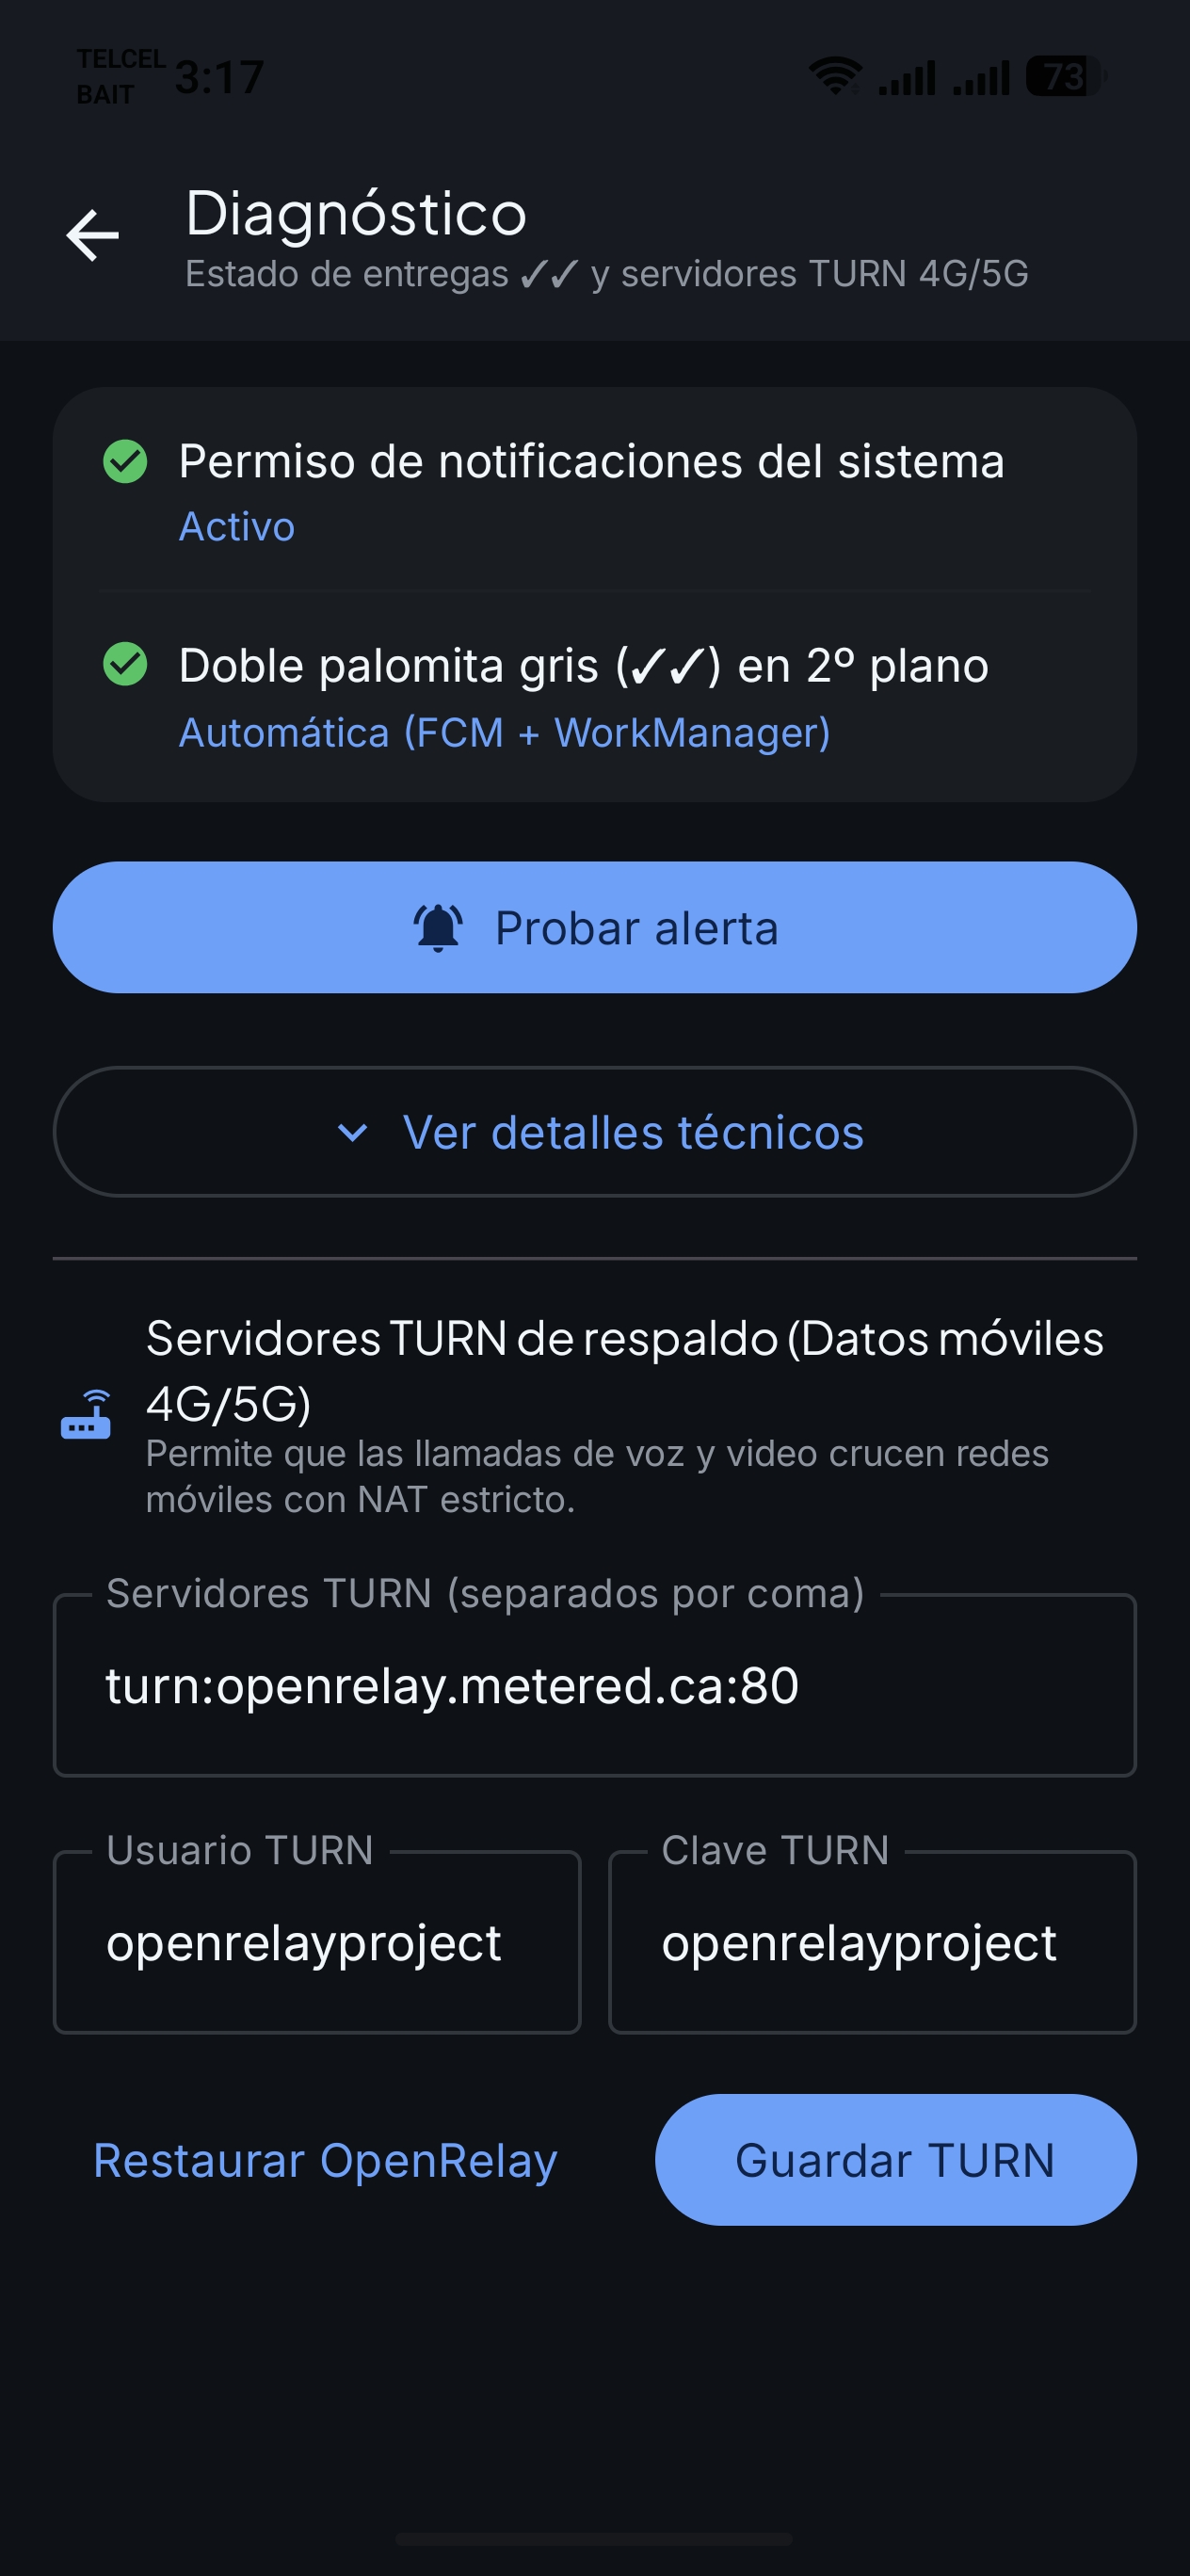 TELCEL
BAIT
3:17
73
Diagnóstico
Estado de entregas ✓✓ y servidores TURN 4G/5G
Permiso de notificaciones del sistema
Activo
Doble palomita gris (✓✓) en 2º plano
Automática (FCM + WorkManager)
Probar alerta
Ver detalles técnicos
Servidores TURN de respaldo (Datos móviles
4G/5G)
Permite que las llamadas de voz y video crucen redes
móviles con NAT estricto.
Servidores TURN (separados por coma)
turn:openrelay.metered.ca:80
Usuario TURN
openrelayproject
Clave TURN
openrelayproject
Restaurar OpenRelay
Guardar TURN